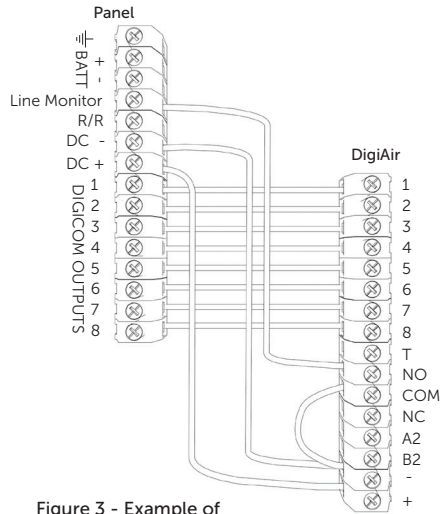 Panel
BATT
+
-
Line Monitor
R/R
DC -
DC +
DIGICOM OUTPUTS
1
2
3
4
5
6
7
8
DigiAir
1
2
3
4
5
6
7
8
T
NO
COM
NC
A2
B2
-
+
Figure 3 - Example of